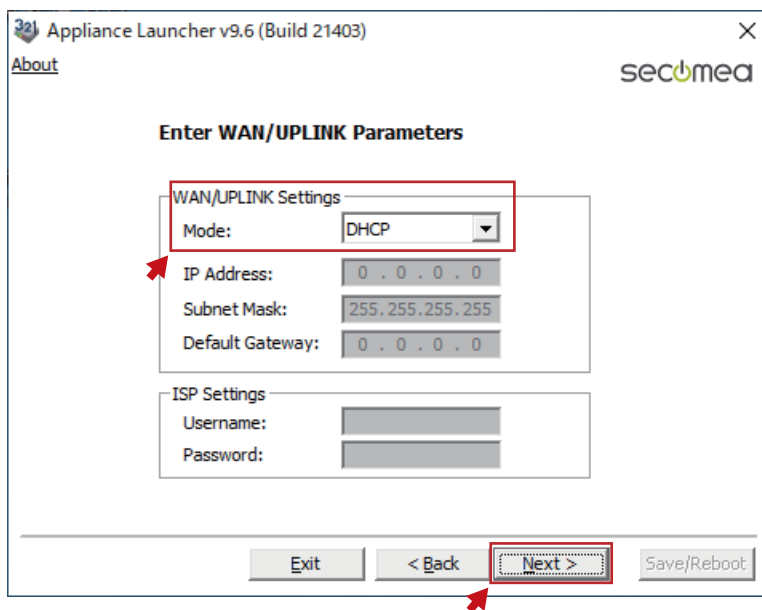 Appliance Launcher v9.6 (Build 21403)
About
secomea
Enter WAN/UPLINK Parameters
WAN/UPLINK Settings
Mode: DHCP
IP Address: 0 . 0 . 0 . 0
Subnet Mask: 255.255.255.255
Default Gateway: 0 . 0 . 0 . 0
ISP Settings
Username:
Password:
Exit < Back Next > Save/Reboot